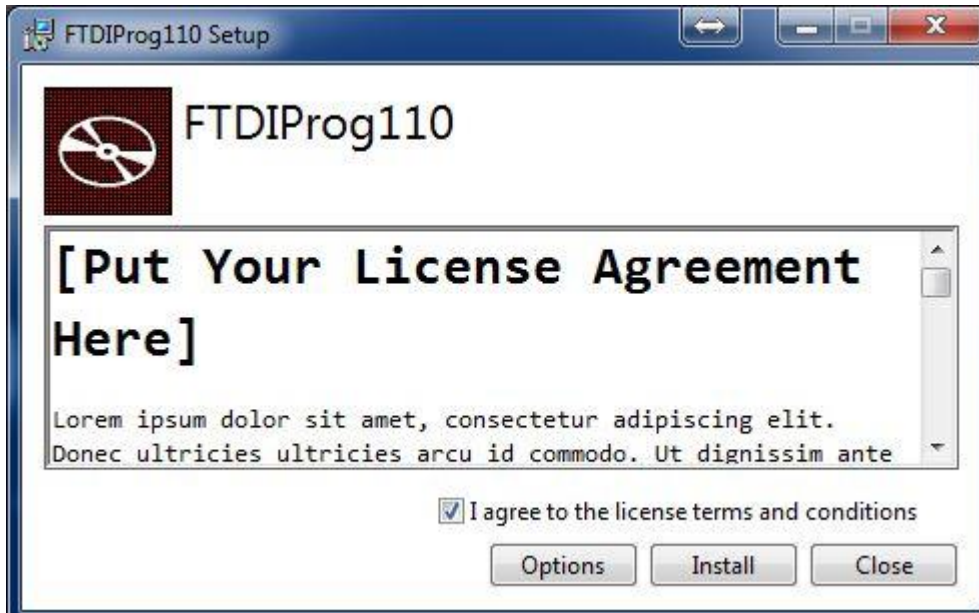 FTDIProg110 Setup
FTDIProg110
[Put Your License Agreement
Here]
Lorem ipsum dolor sit amet, consectetur adipiscing elit.
Donec ultricies ultricies arcu id commodo. Ut dignissim ante
I agree to the license terms and conditions
Options Install Close